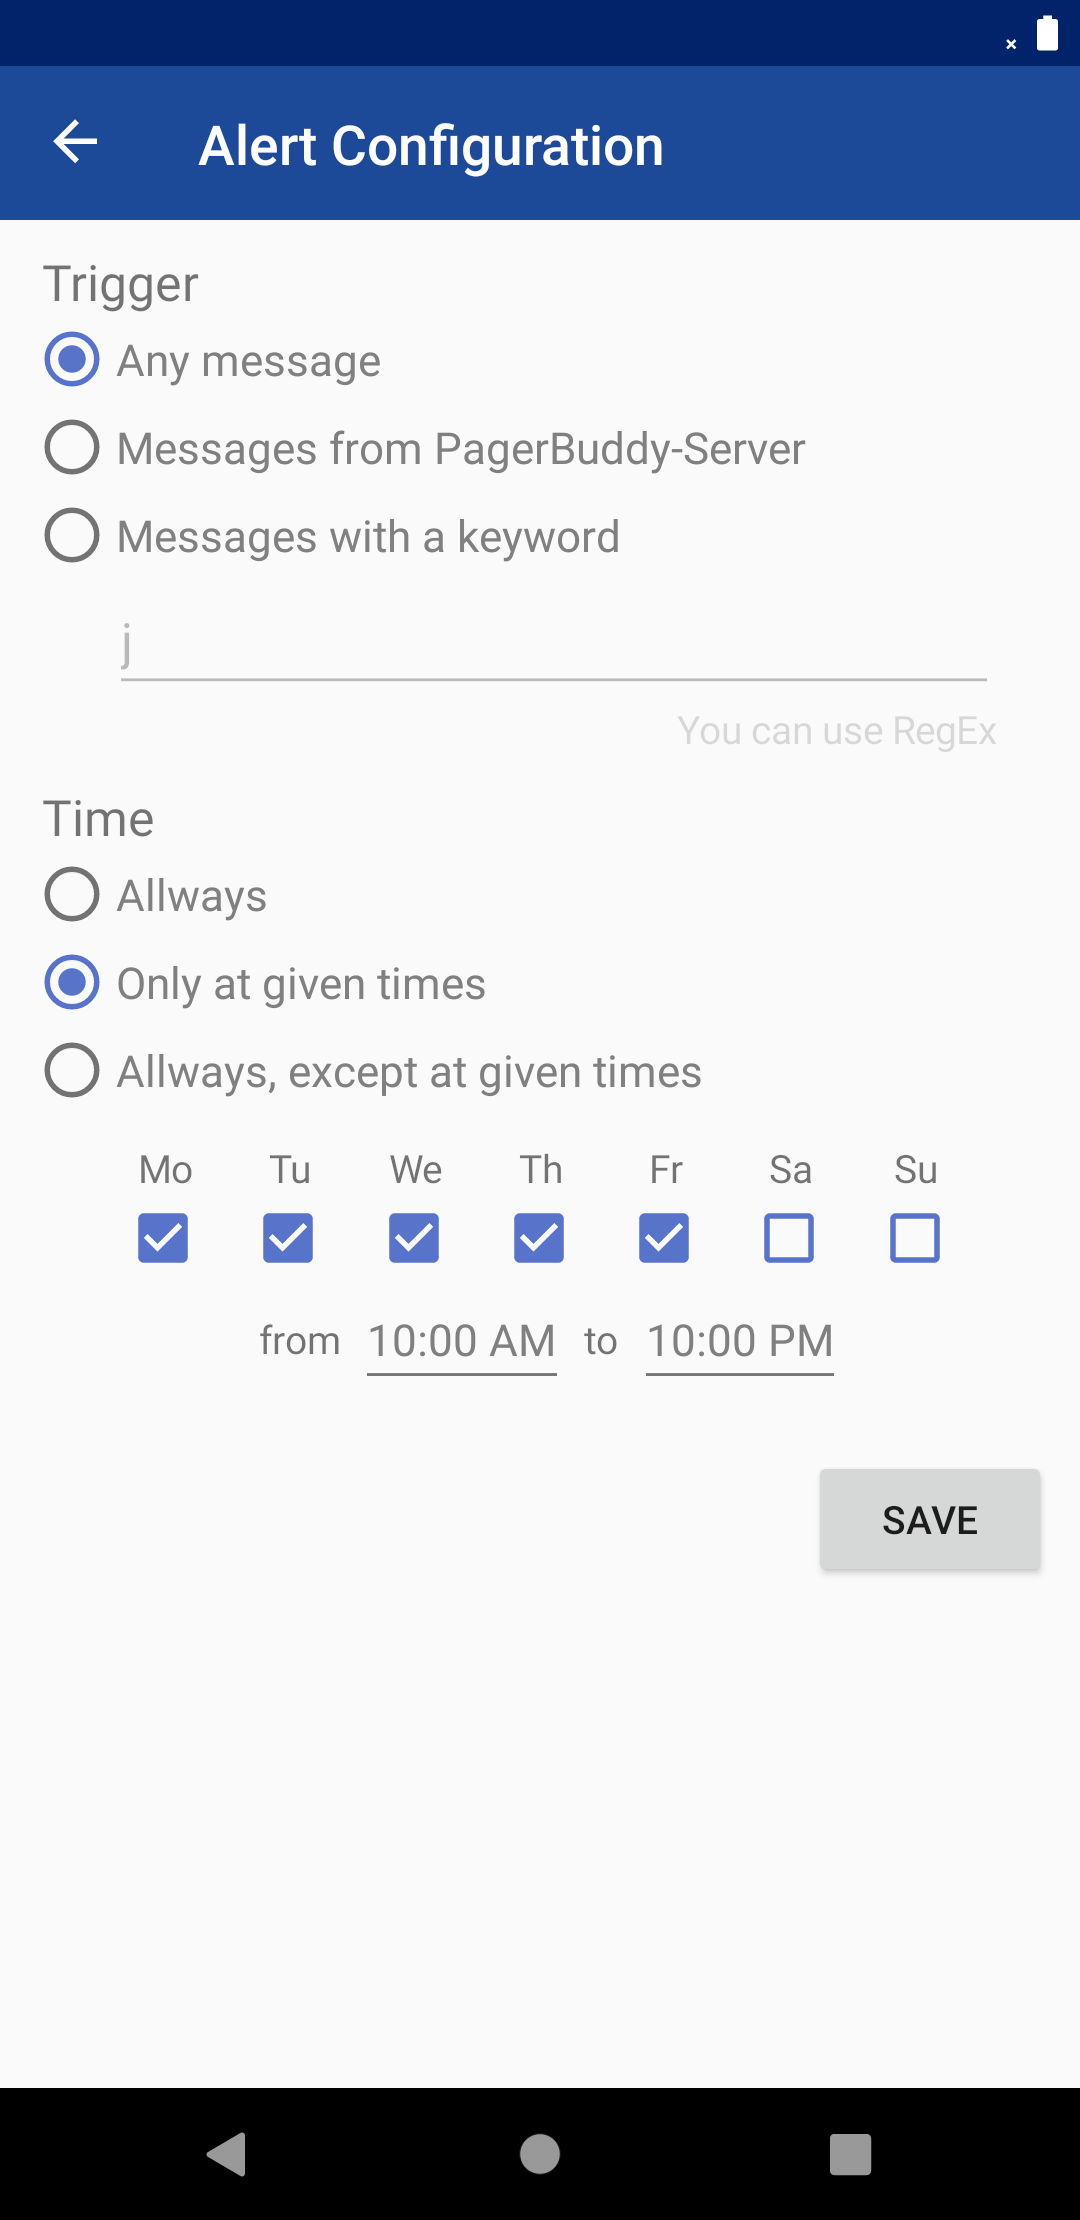 Alert Configuration
Trigger
Any message
Messages from PagerBuddy-Server
Messages with a keyword
j
You can use RegEx
Time
Allways
Only at given times
Allways, except at given times
Mo Tu We Th Fr Sa Su
from 10:00 AM to 10:00 PM
SAVE